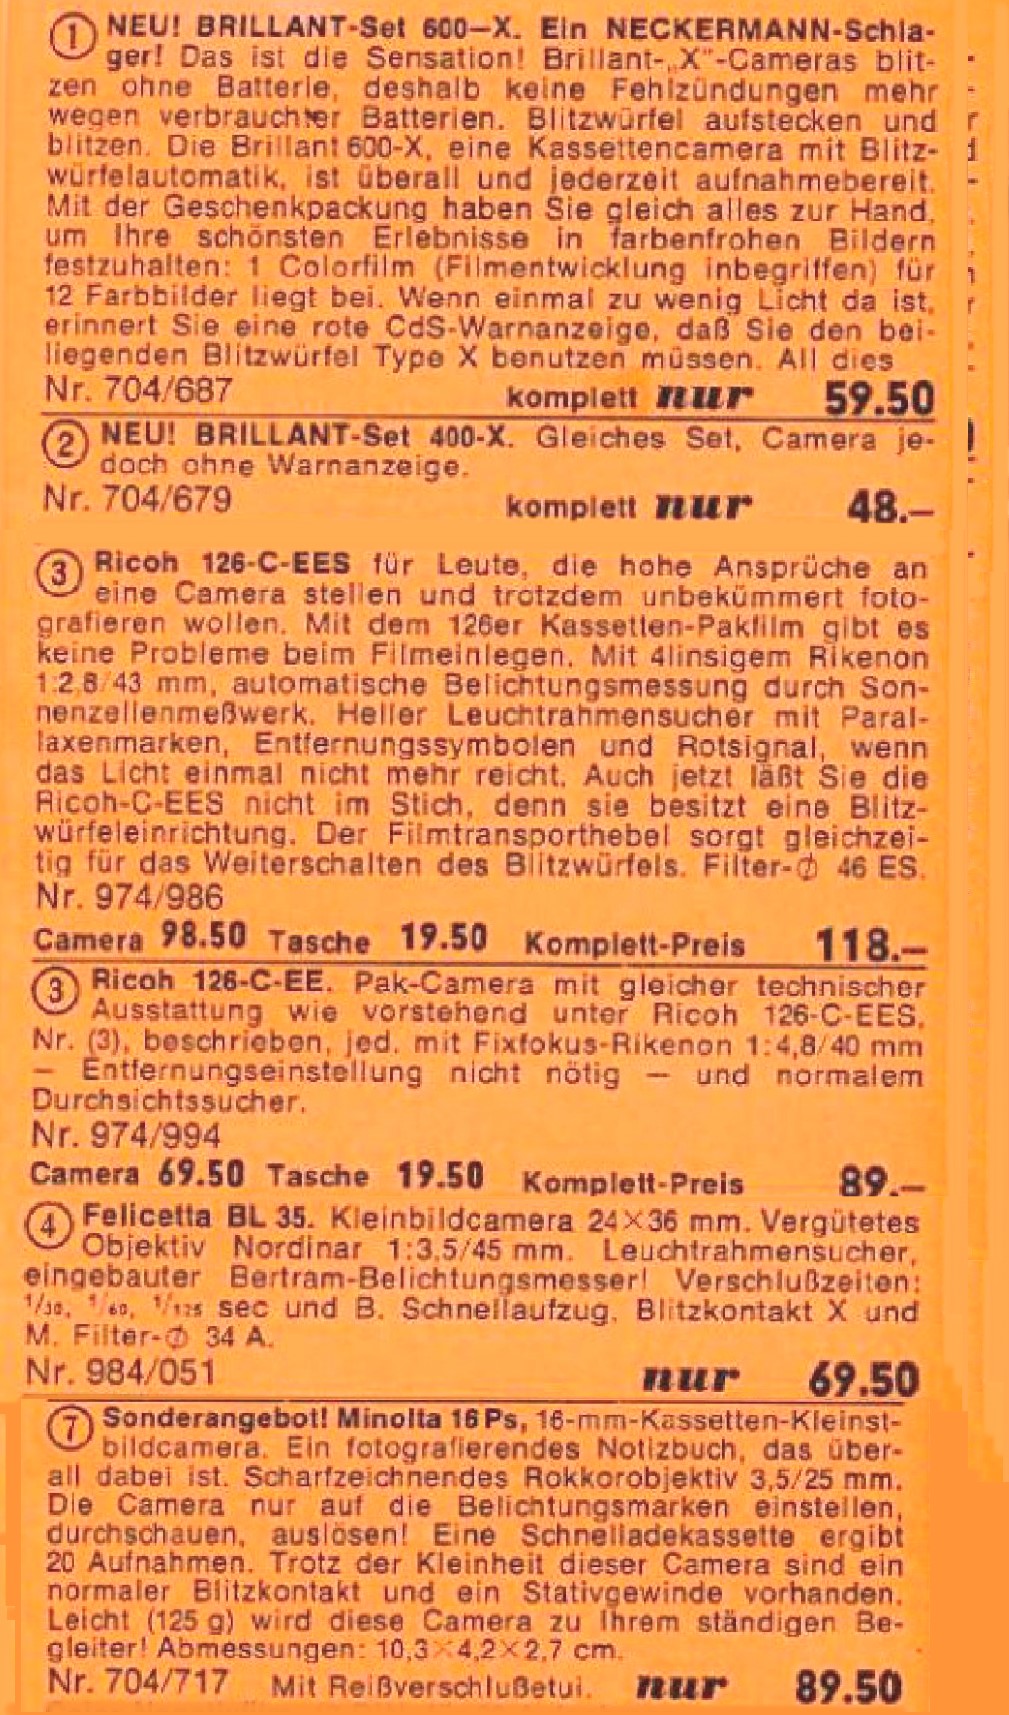 ① NEU! BRILLANT-Set 600-X. Ein NECKERMANN-Schla-
ger! Das ist die Sensation! Brillant-„X"-Cameras blit-
zen ohne Batterie, deshalb keine Fehlzündungen mehr
wegen verbrauchter Batterien. Blitzwürfel aufstecken und
blitzen. Die Brillant 600-X, eine Kassettencamera mit Blitz-
würfelautomatik, ist überall und jederzeit aufnahmebereit.
Mit der Geschenkpackung haben Sie gleich alles zur Hand,
um Ihre schönsten Erlebnisse in farbenfrohen Bildern
festzuhalten: 1 Colorfilm (Filmentwicklung inbegriffen) für
12 Farbbilder liegt bei. Wenn einmal zu wenig Licht da ist,
erinnert Sie eine rote CdS-Warnanzeige, daß Sie den bei-
liegenden Blitzwürfel Type X benutzen müssen. All dies
Nr. 704/687 komplett nur 59.50
② NEU! BRILLANT-Set 400-X. Gleiches Set, Camera je-
doch ohne Warnanzeige.
Nr. 704/679 komplett nur 48.–
③ Ricoh 126-C-EES für Leute, die hohe Ansprüche an
eine Camera stellen und trotzdem unbekümmert foto-
grafieren wollen. Mit dem 126er Kassetten-Pakfilm gibt es
keine Probleme beim Filmeinlegen. Mit 4linsigem Rikenon
1:2,8/43 mm, automatische Belichtungsmessung durch Son-
nenzellenmeßwerk. Heller Leuchtrahmensucher mit Paral-
laxenmarken, Entfernungssymbolen und Rotsignal, wenn
das Licht einmal nicht mehr reicht. Auch jetzt läßt Sie die
Ricoh-C-EES nicht im Stich, denn sie besitzt eine Blitz-
würfeleinrichtung. Der Filmtransporthebel sorgt gleichzei-
tig für das Weiterschalten des Blitzwürfels. Filter-∅ 46 ES.
Nr. 974/986
Camera 98.50 Tasche 19.50 Komplett-Preis 118.–
③ Ricoh 126-C-EE. Pak-Camera mit gleicher technischer
Ausstattung wie vorstehend unter Ricoh 126-C-EES,
Nr. (3), beschrieben, jed. mit Fixfokus-Rikenon 1:4,8/40 mm
— Entfernungseinstellung nicht nötig — und normalem
Durchsichtssucher.
Nr. 974/994
Camera 69.50 Tasche 19.50 Komplett-Preis 89.–
④ Felicetta BL 35. Kleinbildcamera 24×36 mm. Vergütetes
Objektiv Nordinar 1:3,5/45 mm. Leuchtrahmensucher,
eingebauter Bertram-Belichtungsmesser! Verschlußzeiten:
1/30, 1/60, 1/125 sec und B. Schnellaufzug, Blitzkontakt X und
M. Filter-∅ 34 A.
Nr. 984/051 nur 69.50
⑦ Sonderangebot! Minolta 16 Ps, 16-mm-Kassetten-Kleinst-
bildcamera. Ein fotografierendes Notizbuch, das über-
all dabei ist. Scharfzeichnendes Rokkorobjektiv 3,5/25 mm.
Die Camera nur auf die Belichtungsmarken einstellen,
durchschauen, auslösen! Eine Schnelladekassette ergibt
20 Aufnahmen. Trotz der Kleinheit dieser Camera sind ein
normaler Blitzkontakt und ein Stativgewinde vorhanden.
Leicht (125 g) wird diese Camera zu Ihrem ständigen Be-
gleiter! Abmessungen: 10,3×4,2×2,7 cm.
Nr. 704/717 Mit Reißverschlußetui. nur 89.50